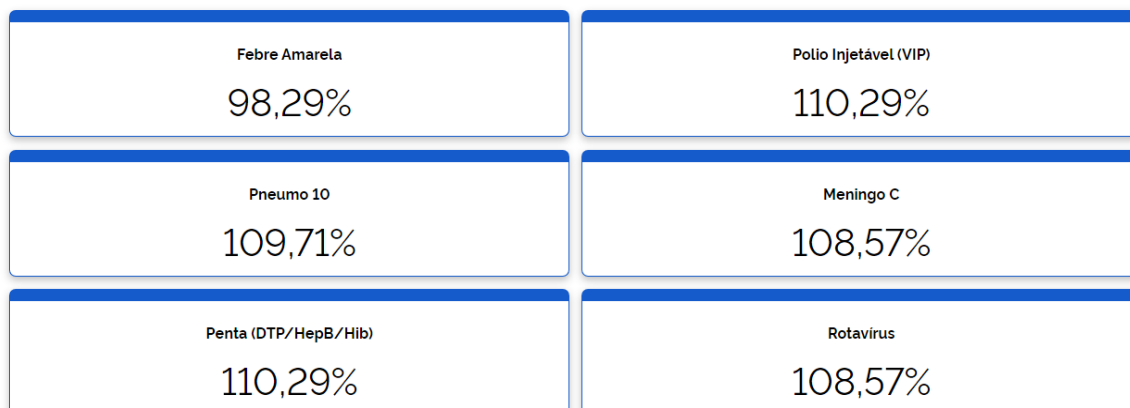 Febre Amarela
98,29%
Polio Injetável (VIP)
110,29%
Pneumo 10
109,71%
Meningo C
108,57%
Penta (DTP/HepB/Hib)
110,29%
Rotavírus
108,57%